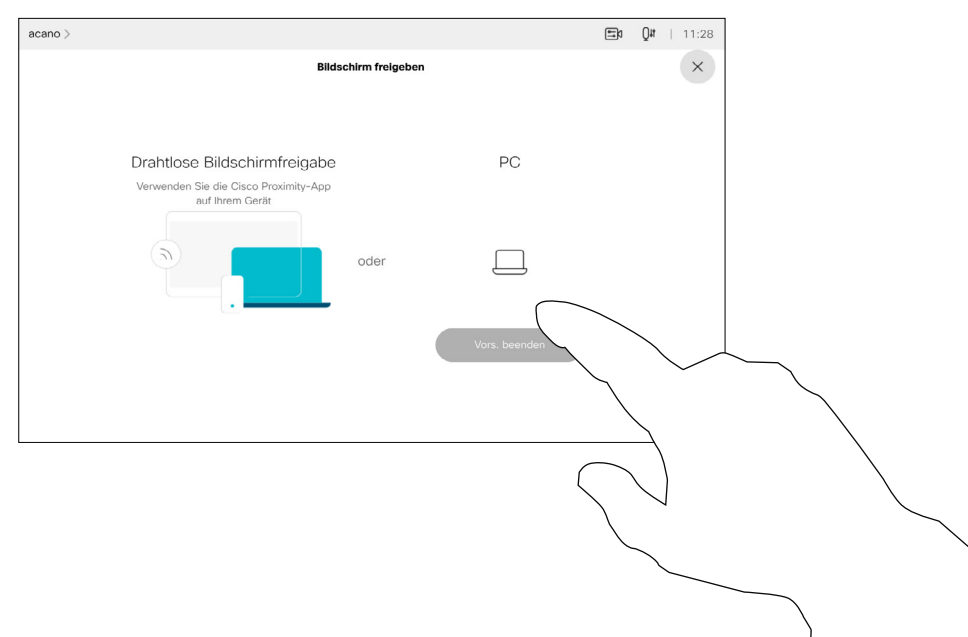 acano >
11:28
Bildschirm freigeben
Drahtlose Bildschirmfreigabe
Verwenden Sie die Cisco Proximity-App
auf Ihrem Gerät
oder
PC
Vors. beenden